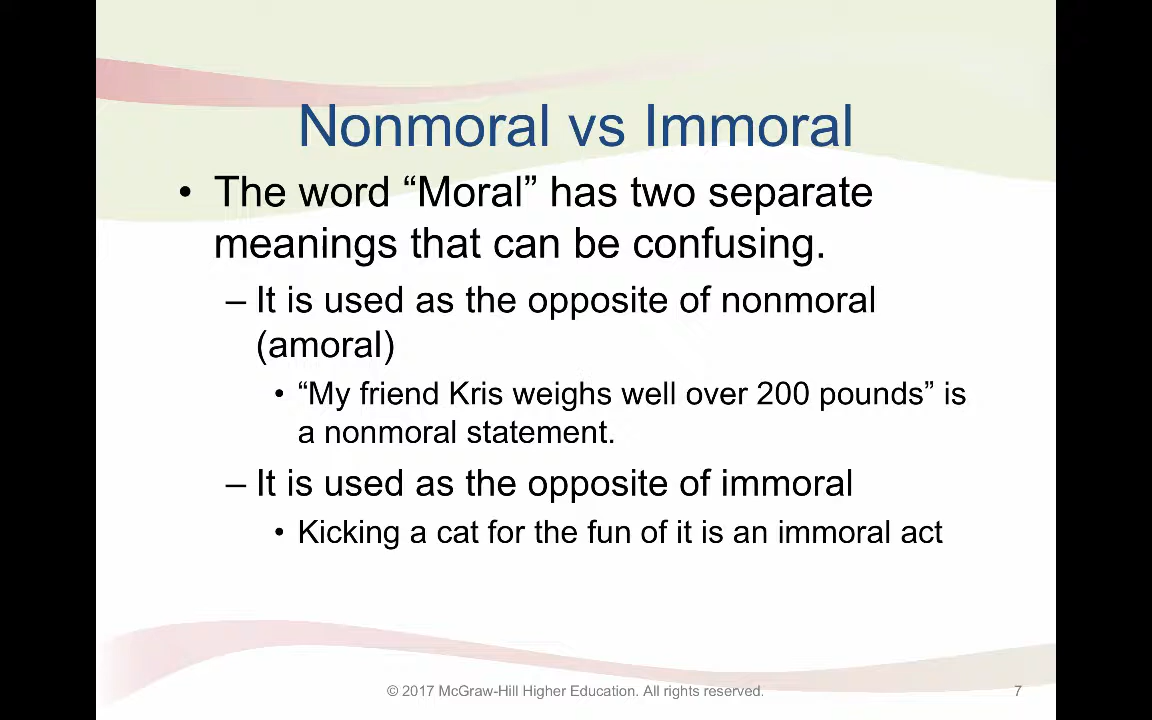 Nonmoral vs Immoral
• The word “Moral” has two separate
meanings that can be confusing.
– It is used as the opposite of nonmoral
(amoral)
• “My friend Kris weighs well over 200 pounds” is
a nonmoral statement.
– It is used as the opposite of immoral
• Kicking a cat for the fun of it is an immoral act
© 2017 McGraw-Hill Higher Education. All rights reserved.
7